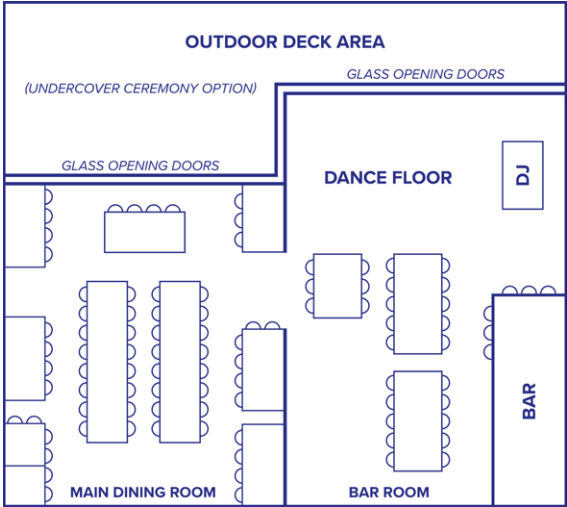 OUTDOOR DECK AREA
(UNDERCOVER CEREMONY OPTION)
GLASS OPENING DOORS
GLASS OPENING DOORS
DANCE FLOOR
DJ
BAR
MAIN DINING ROOM
BAR ROOM